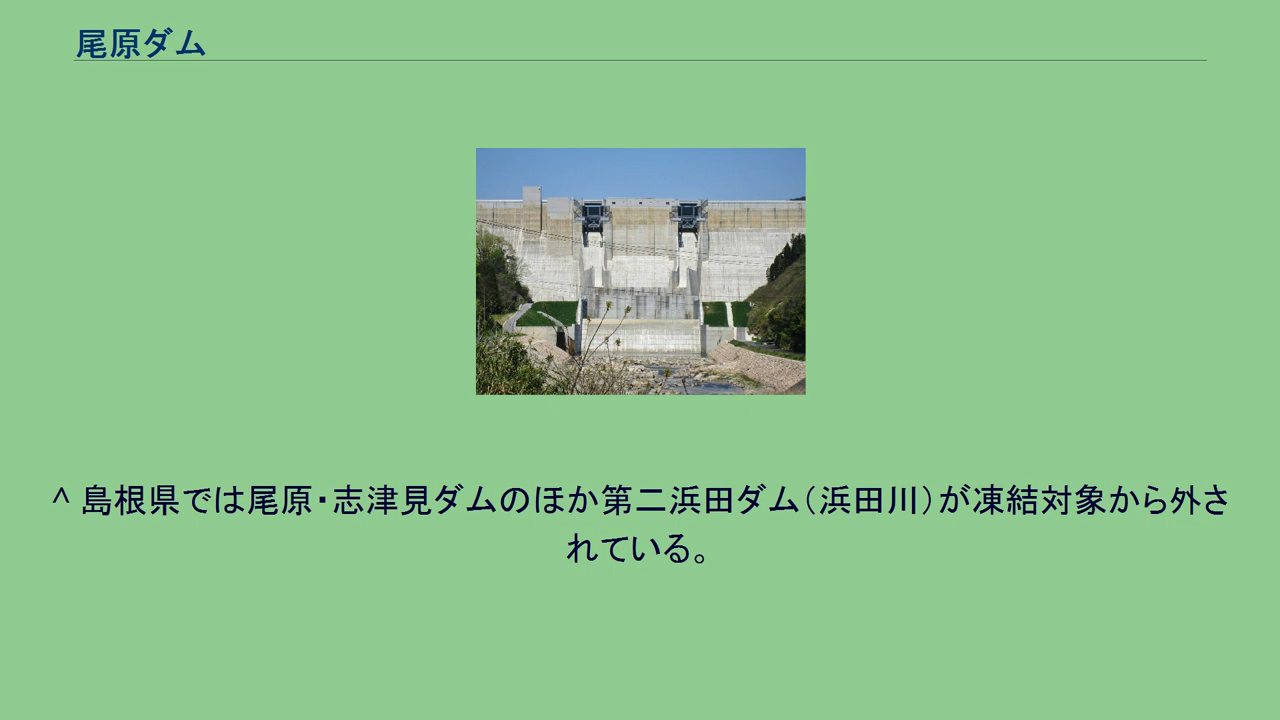 尾原ダム
^ 島根県では尾原・志津見ダムのほか第二浜田ダム（浜田川）が凍結対象から外さ
れている。